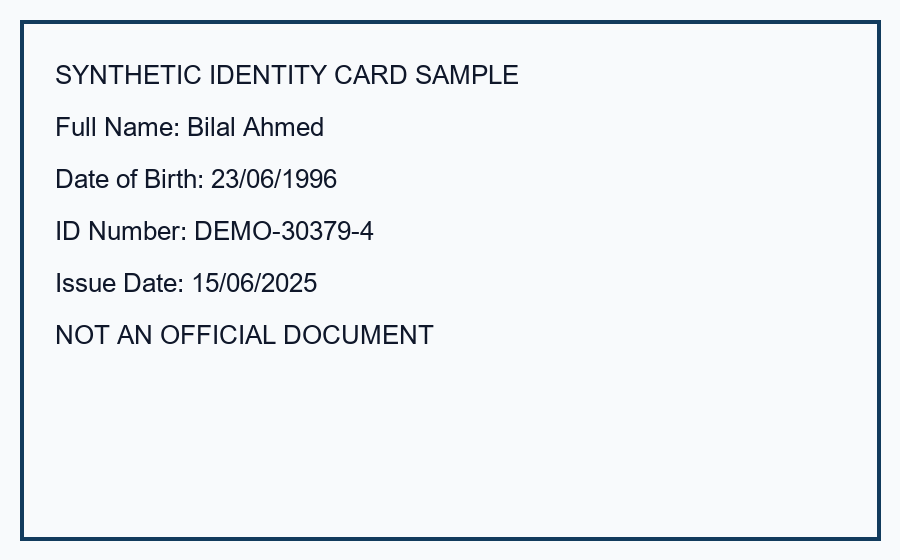 SYNTHETIC IDENTITY CARD SAMPLE
Full Name: Bilal Ahmed
Date of Birth: 23/06/1996
ID Number: DEMO-30379-4
Issue Date: 15/06/2025
NOT AN OFFICIAL DOCUMENT